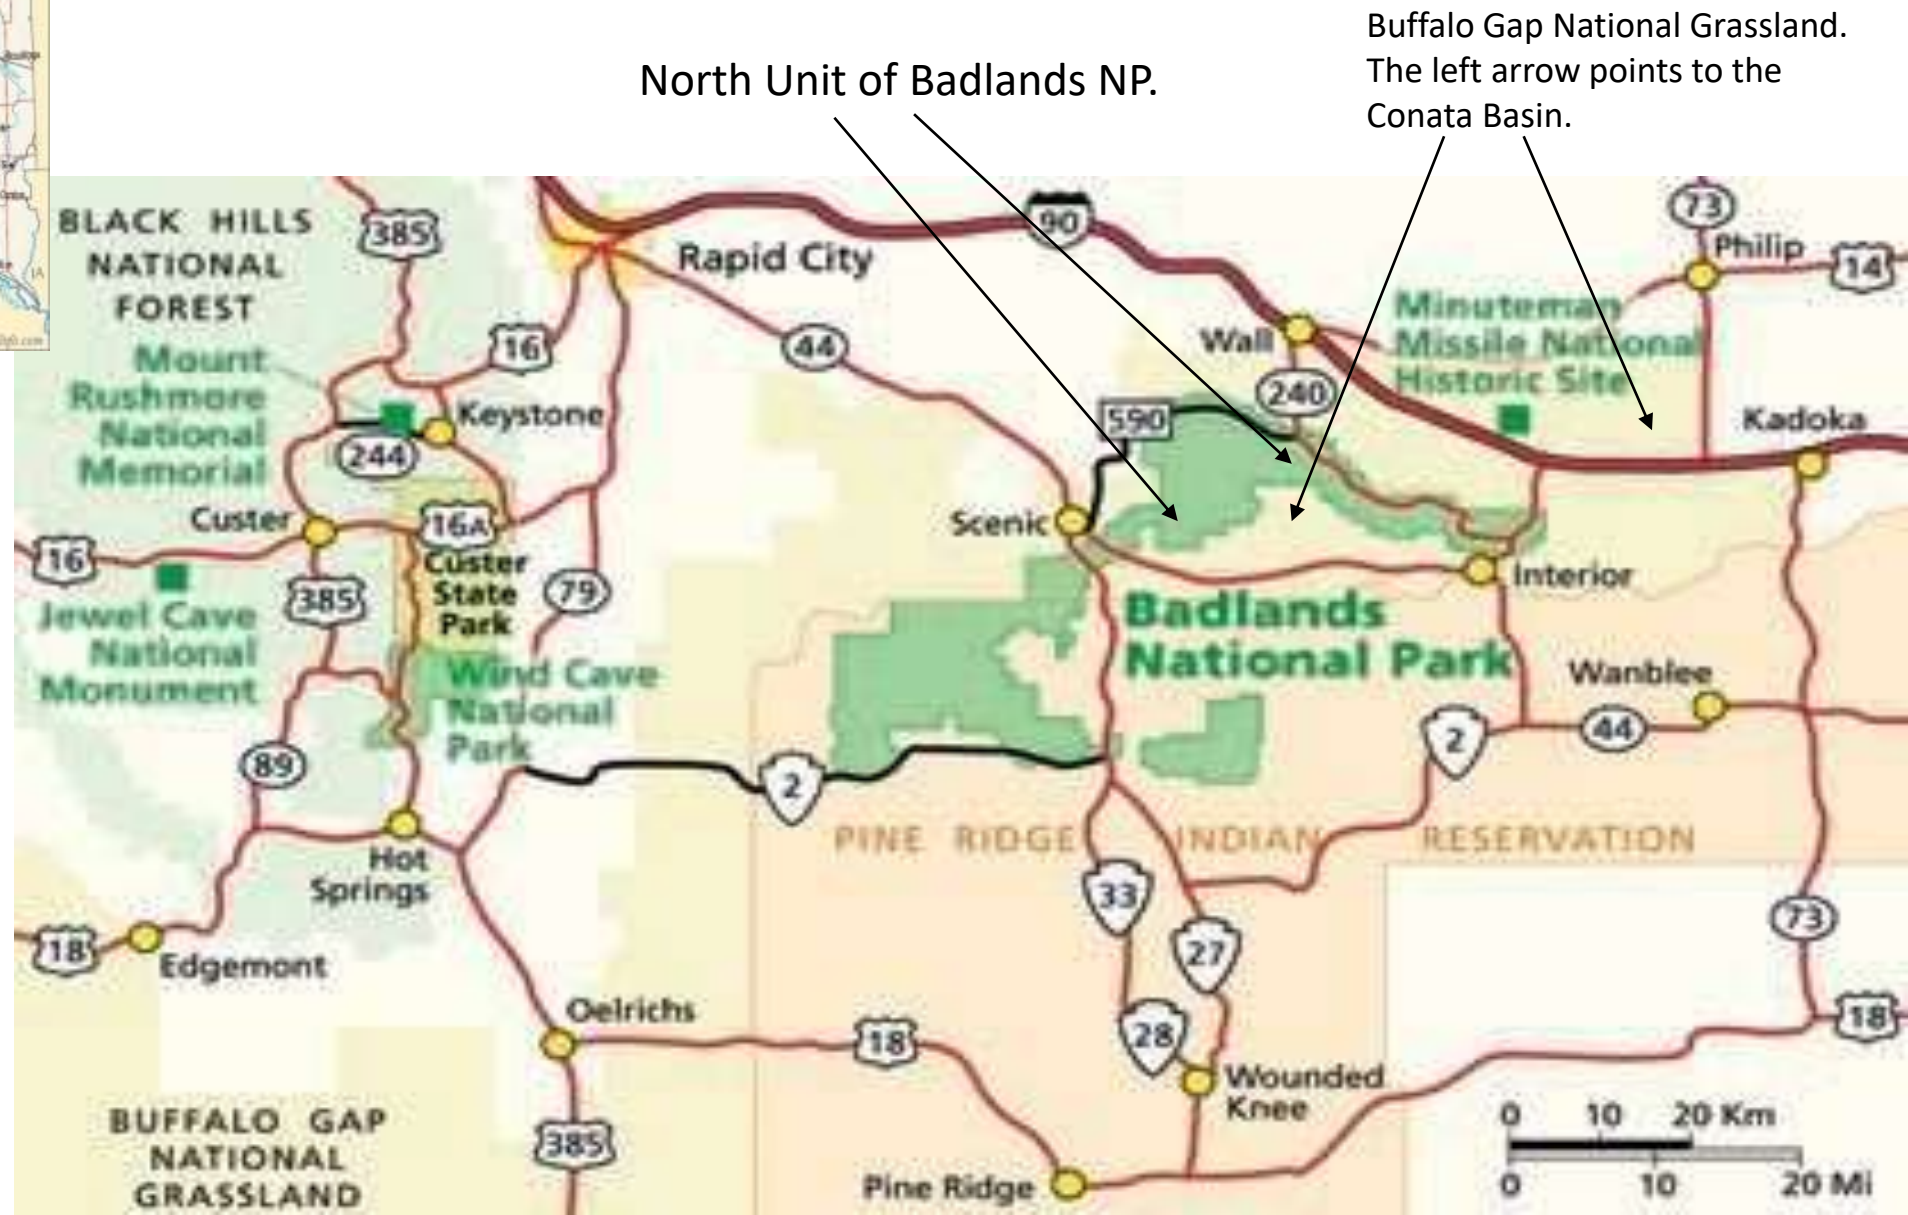 Buffalo Gap National Grassland.
The left arrow points to the
Conata Basin.
North Unit of Badlands NP.
BLACK HILLS
NATIONAL
FOREST
385
90
73
Philip
14
Rapid City
Minuteman
Missile National
Historic Site
Mount
Rushmore
National
Memorial
16
44
Wall
240
590
Keystone
Kadoka
244
Custer
16A
Scenic
16
Custer
State
Park
385
79
Interior
Jewel Cave
National
Monument
Badlands
National Park
Wind Cave
National
Park
Wanblee
2
44
89
2
PINE RIDGE INDIAN RESERVATION
Hot
Springs
33
73
18
Edgemont
27
Oelrichs
18
28
18
Wounded
Knee
BUFFALO GAP
NATIONAL
GRASSLAND
385
Pine Ridge
0 10 20 Km
0 10 20 Mi